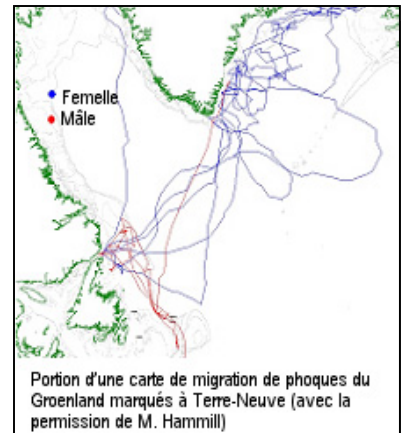 Femelle
Mâle
Portion d'une carte de migration de phoques du
Groenland marqués à Terre-Neuve (avec la
permission de M. Hammill)